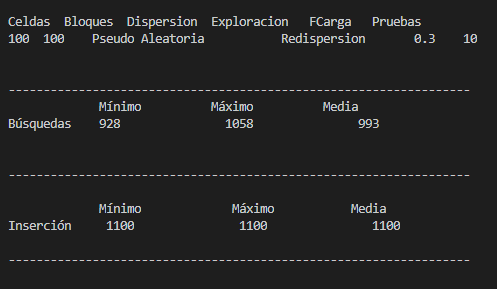 Celdas Bloques Dispersion Exploracion FCarga Pruebas
100 100 Pseudo Aleatoria Redispersion 0.3 10
------------------------------------------------------------------
Mínimo Máximo Media
Búsquedas 928 1058 993
------------------------------------------------------------------
Mínimo Máximo Media
Inserción 1100 1100 1100
------------------------------------------------------------------